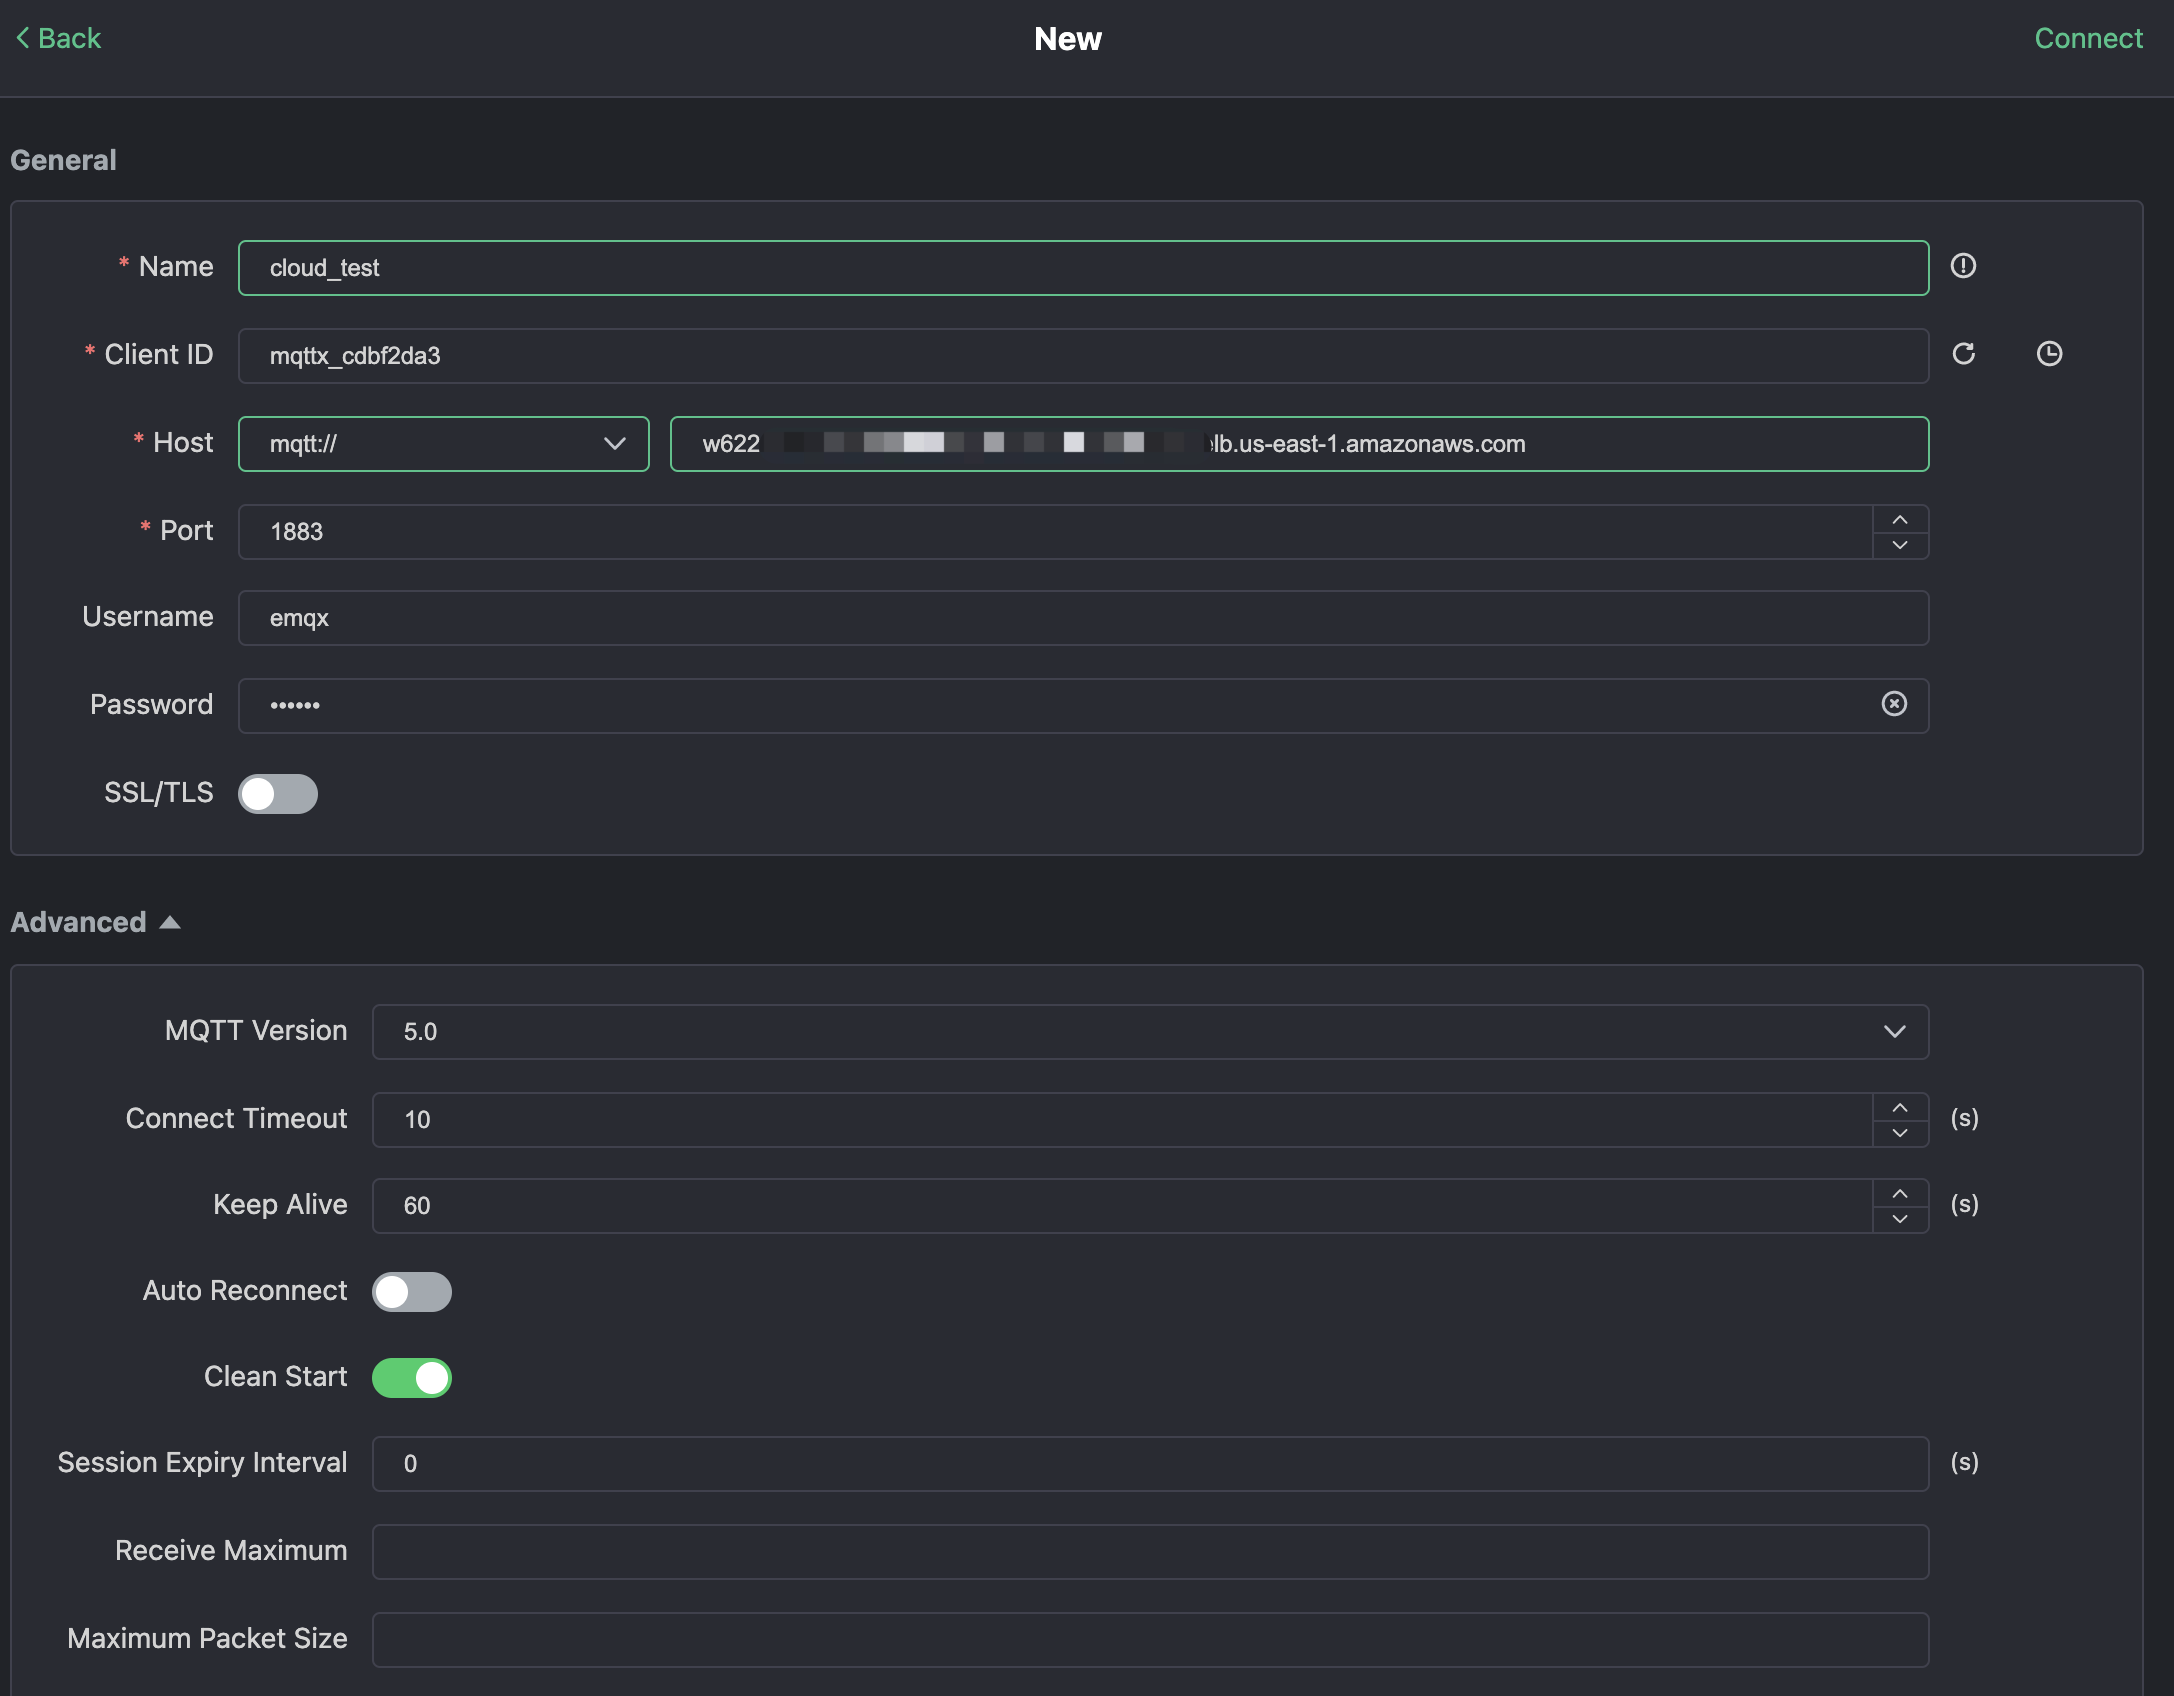 Back New Connect
General
* Name cloud_test
* Client ID mqttx_cdbf2da3
* Host mqtt:// w622 lb.us-east-1.amazonaws.com
* Port 1883
Username emqx
Password ••••••
SSL/TLS
Advanced
MQTT Version 5.0
Connect Timeout 10 (s)
Keep Alive 60 (s)
Auto Reconnect
Clean Start
Session Expiry Interval 0 (s)
Receive Maximum
Maximum Packet Size